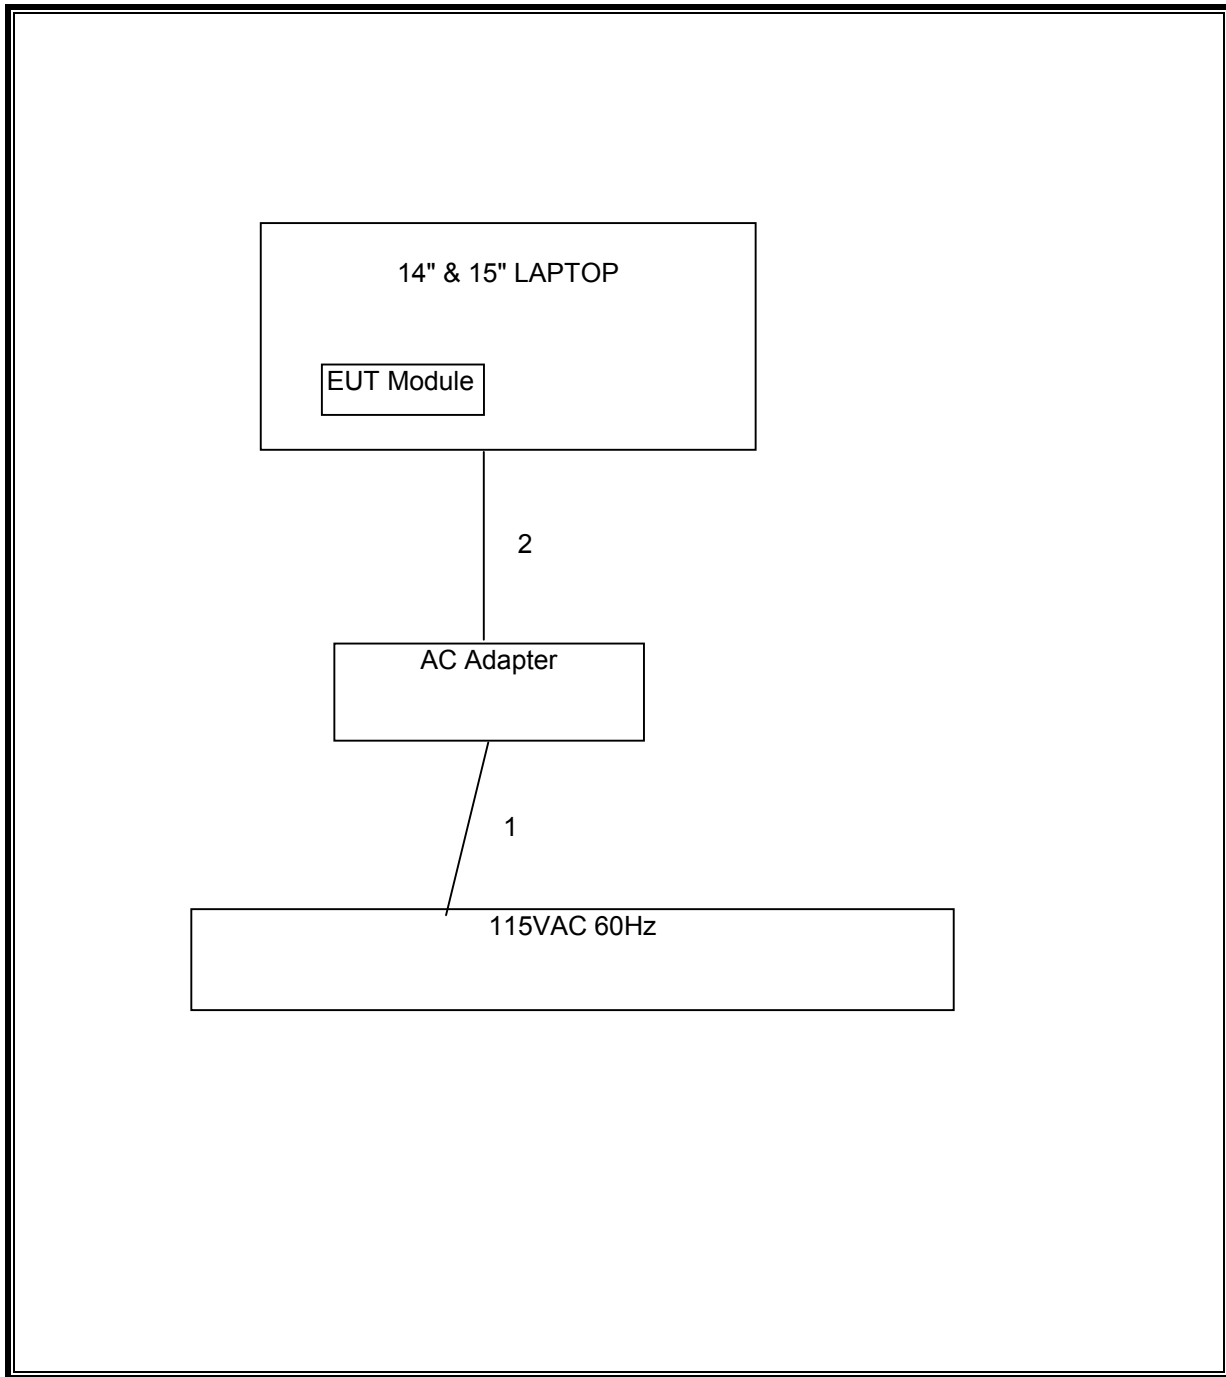 14" & 15" LAPTOP
EUT Module
2
AC Adapter
1
115VAC 60Hz